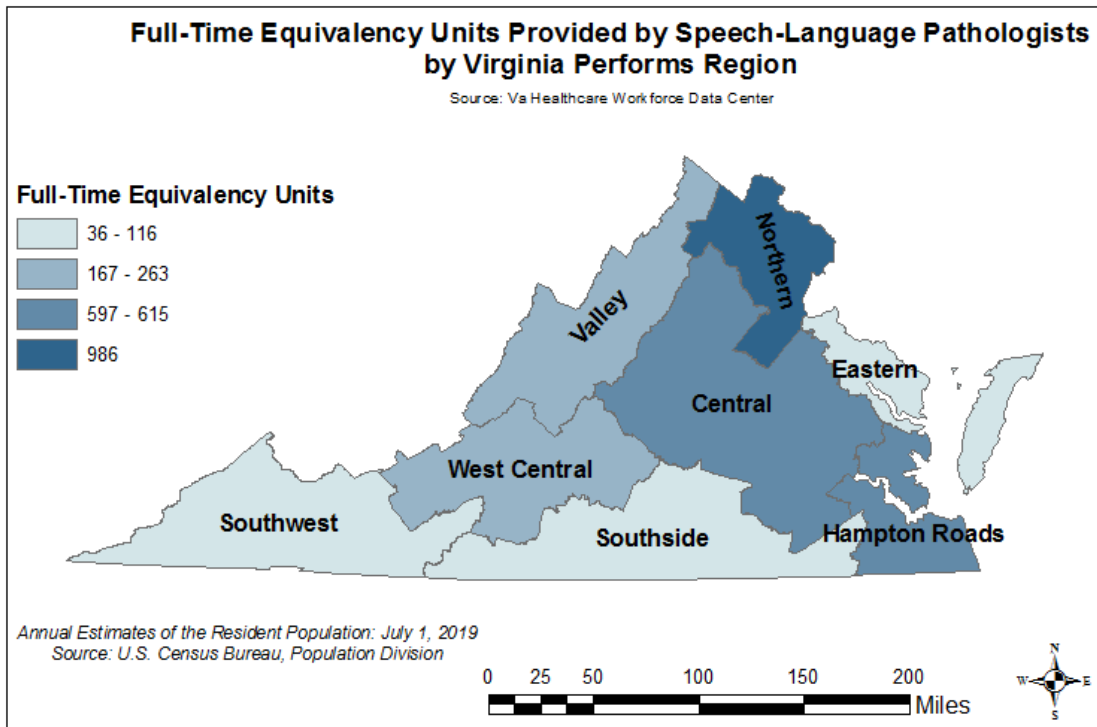 Full-Time Equivalency Units Provided by Speech-Language Pathologists
by Virginia Performs Region
Source: Va Healthcare Workforce Data Center
Full-Time Equivalency Units
36 - 116
167 - 263
597 - 615
986
Northern
Valley
Eastern
Central
West Central
Southwest
Southside
Hampton Roads
Annual Estimates of the Resident Population: July 1, 2019
Source: U.S. Census Bureau, Population Division
0 25 50 100 150 200
Miles
N
W E
S